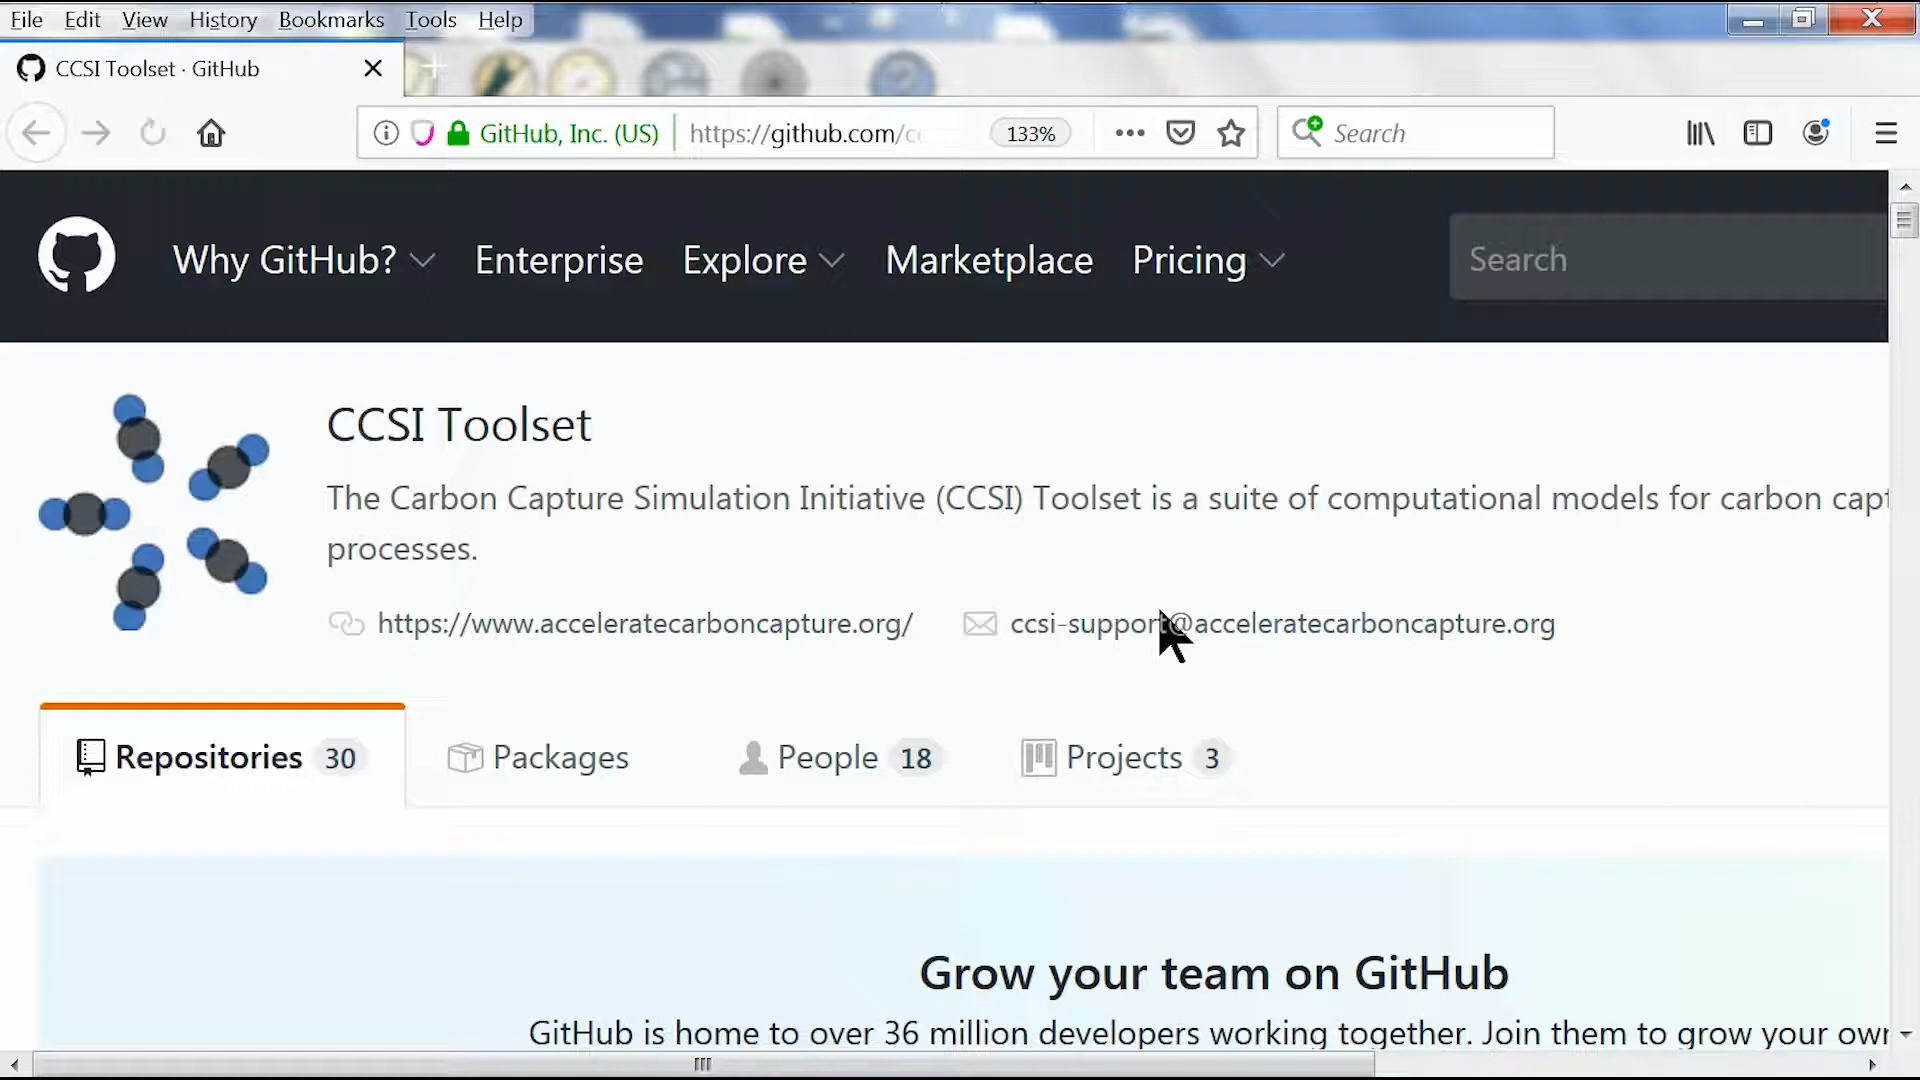 File Edit View History Bookmarks Tools Help
CCSI Toolset · GitHub
GitHub, Inc. (US) https://github.com/c 133% Search
Why GitHub? Enterprise Explore Marketplace Pricing Search
CCSI Toolset
The Carbon Capture Simulation Initiative (CCSI) Toolset is a suite of computational models for carbon capt
processes.
https://www.acceleratecarboncapture.org/ ccsi-support@acceleratecarboncapture.org
Repositories 30 Packages People 18 Projects 3
Grow your team on GitHub
GitHub is home to over 36 million developers working together. Join them to grow your own